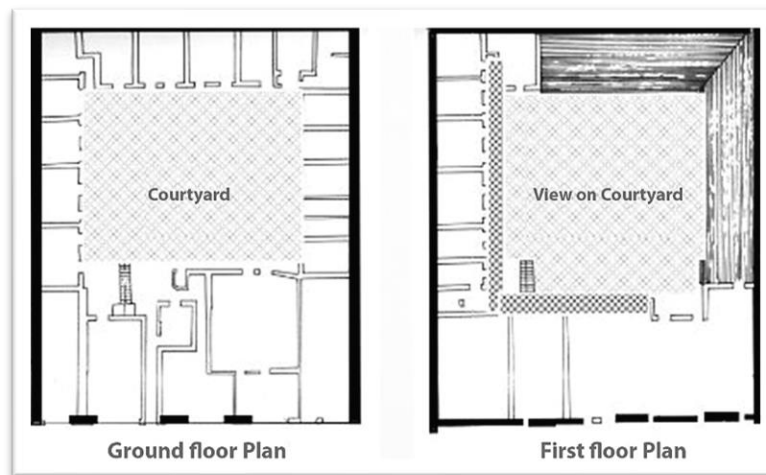 Courtyard
View on Courtyard
Ground floor Plan
First floor Plan